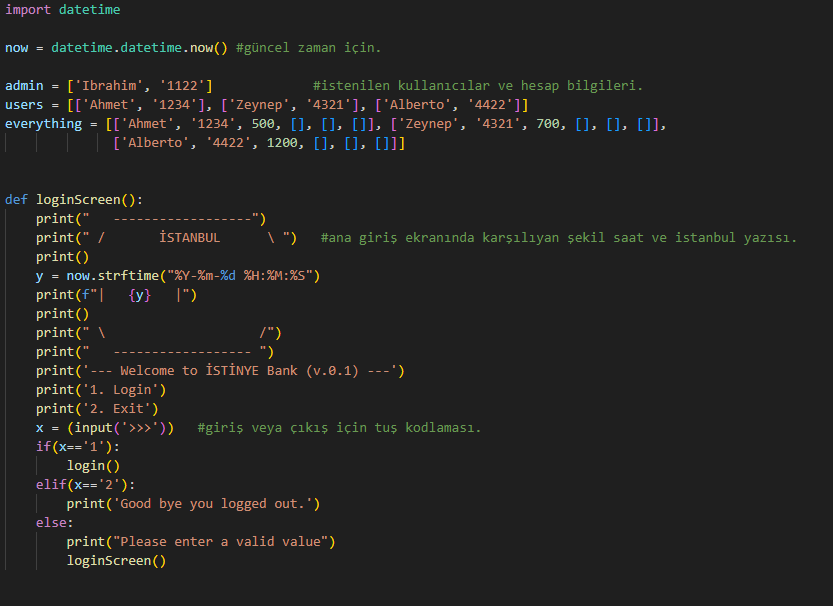 import datetime
now = datetime.datetime.now() #güncel zaman için.
admin = ['Ibrahim', '1122']             #istenilen kullanıcılar ve hesap bilgileri.
users = [['Ahmet', '1234'], ['Zeynep', '4321'], ['Alberto', '4422']]
everything = [['Ahmet', '1234', 500, [], [], []], ['Zeynep', '4321', 700, [], [], []],
              ['Alberto', '4422', 1200, [], [], []]]
def loginScreen():
    print("   ------------------")
    print(" /       İSTANBUL      \ ")   #ana giriş ekranında karşılıyan şekil saat ve istanbul yazısı.
    print()
    y = now.strftime("%Y-%m-%d %H:%M:%S")
    print(f"|   {y}   |")
    print()
    print(" \                    /")
    print("   ------------------ ")
    print('--- Welcome to İSTİNYE Bank (v.0.1) ---')
    print('1. Login')
    print('2. Exit')
    x = (input('>>>'))   #giriş veya çıkış için tuş kodlaması.
    if(x=='1'):
        login()
    elif(x=='2'):
        print('Good bye you logged out.')
    else:
        print("Please enter a valid value")
        loginScreen()